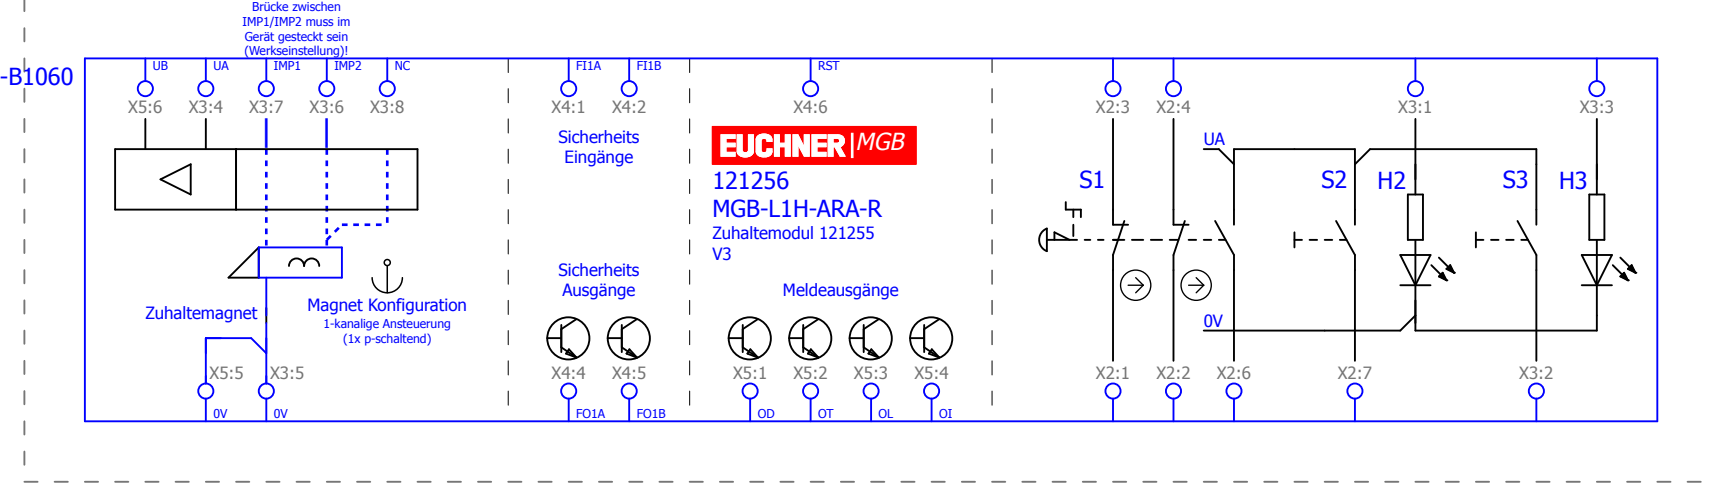 Brücke zwischen
IMP1/IMP2 muss im
Gerät gesteckt sein
(Werkseinstellung)!
-B1060
UB UA IMP1 IMP2 NC FI1A FI1B RST
X5:6 X3:4 X3:7 X3:6 X3:8 X4:1 X4:2 X4:6 X2:3 X2:4 X3:1 X3:3
Sicherheits
Eingänge
EUCHNER | MGB
121256
MGB-L1H-ARA-R
Zuhaltemodul 121255
V3
UA
S1 S2 H2 S3 H3
Sicherheits
Ausgänge
Meldeausgänge
Zuhaltemagnet
Magnet Konfiguration
1-kanalige Ansteuerung
(1x p-schaltend)
0V
X5:5 X3:5 X4:4 X4:5 X5:1 X5:2 X5:3 X5:4 X2:1 X2:2 X2:6 X2:7 X3:2
0V 0V FO1A FO1B OD OT OL OI